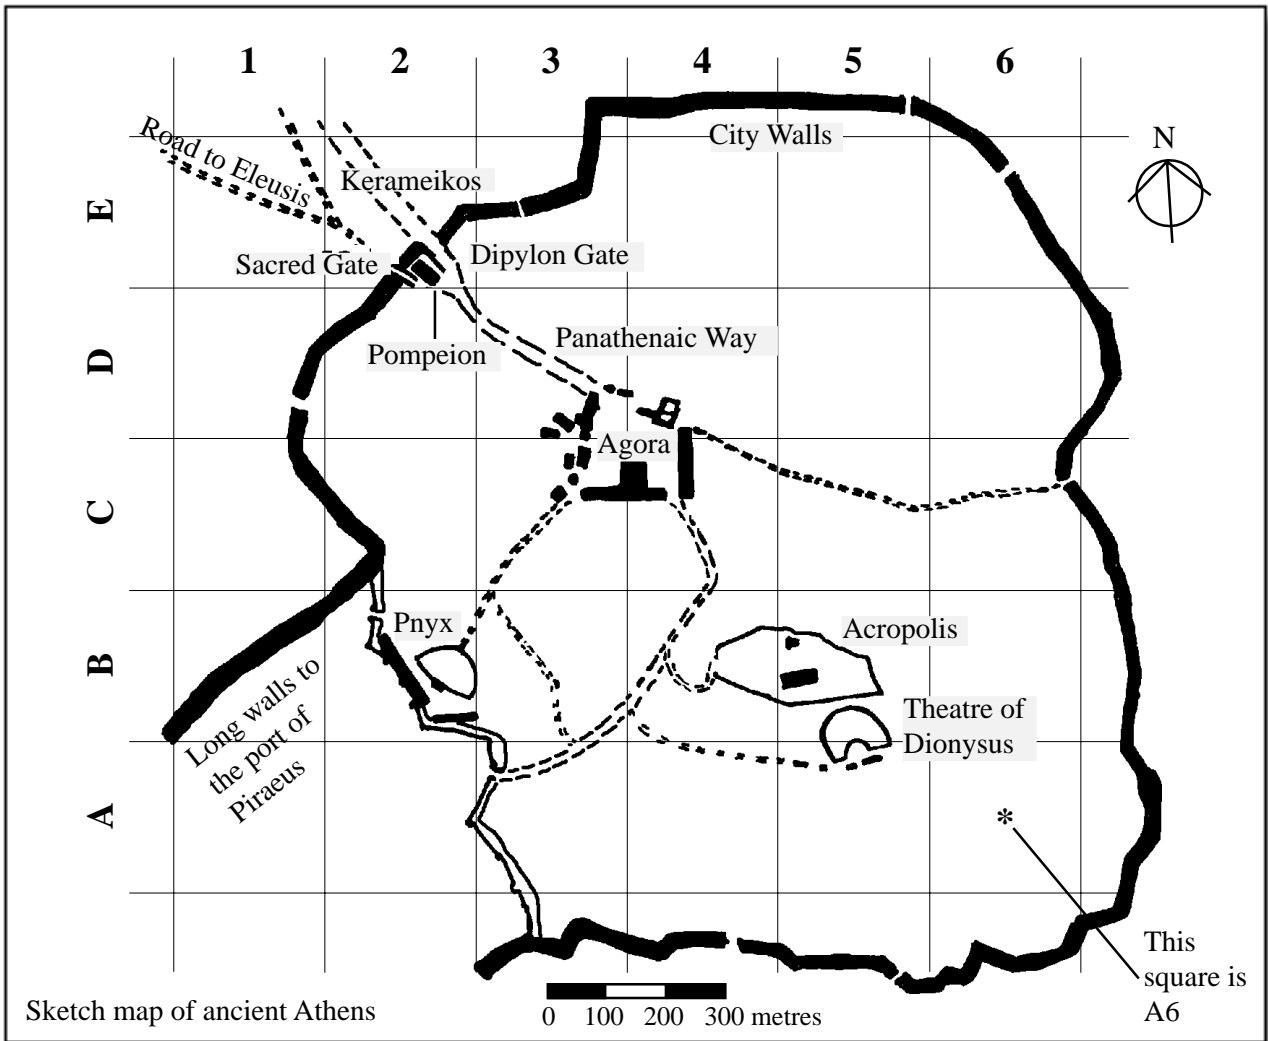 1 2 3 4 5 6
City Walls
N
Road to Eleusis
Kerameikos
E
Sacred Gate
Dipylon Gate
Panathenaic Way
Pompeion
D
Agora
C
Pnyx
Acropolis
B
Long walls to
the port of
Piraeus
Theatre of
Dionysus
A
*
This
square is
A6
Sketch map of ancient Athens
0 100 200 300 metres